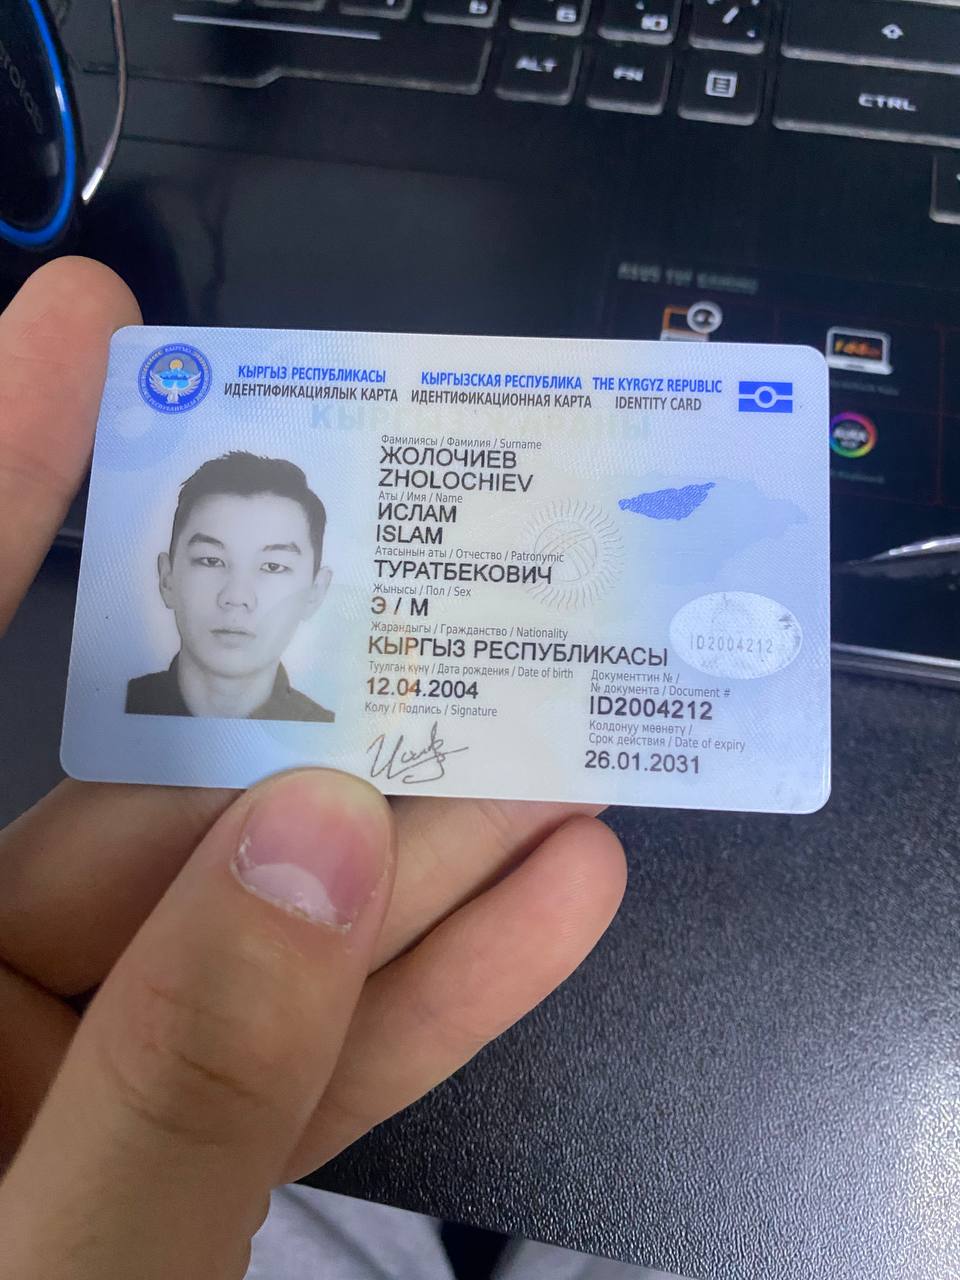 ALT
FN
CTRL
ASUS TUF GAMING
КЫРГЫЗ РЕСПУБЛИКАСЫ КЫРГЫЗСКАЯ РЕСПУБЛИКА THE KYRGYZ REPUBLIC
ИДЕНТИФИКАЦИЯЛЫК КАРТА ИДЕНТИФИКАЦИОННАЯ КАРТА IDENTITY CARD
Фамилиясы / Фамилия / Surname
ЖОЛОЧИЕВ
ZHOLOCHIEV
Аты / Имя / Name
ИСЛАМ
ISLAM
Атасынын аты / Отчество / Patronymic
ТУРАТБЕКОВИЧ
Жынысы / Пол / Sex
Э / М
Жарандыгы / Гражданство / Nationality
КЫРГЫЗ РЕСПУБЛИКАСЫ
ID2004212
Туулган күнү / Дата рождения / Date of birth
12.04.2004
Документтин № /
№ документа / Document #
ID2004212
Колу / Подпись / Signature
Колдонуу мөөнөтү /
Срок действия / Date of expiry
26.01.2031